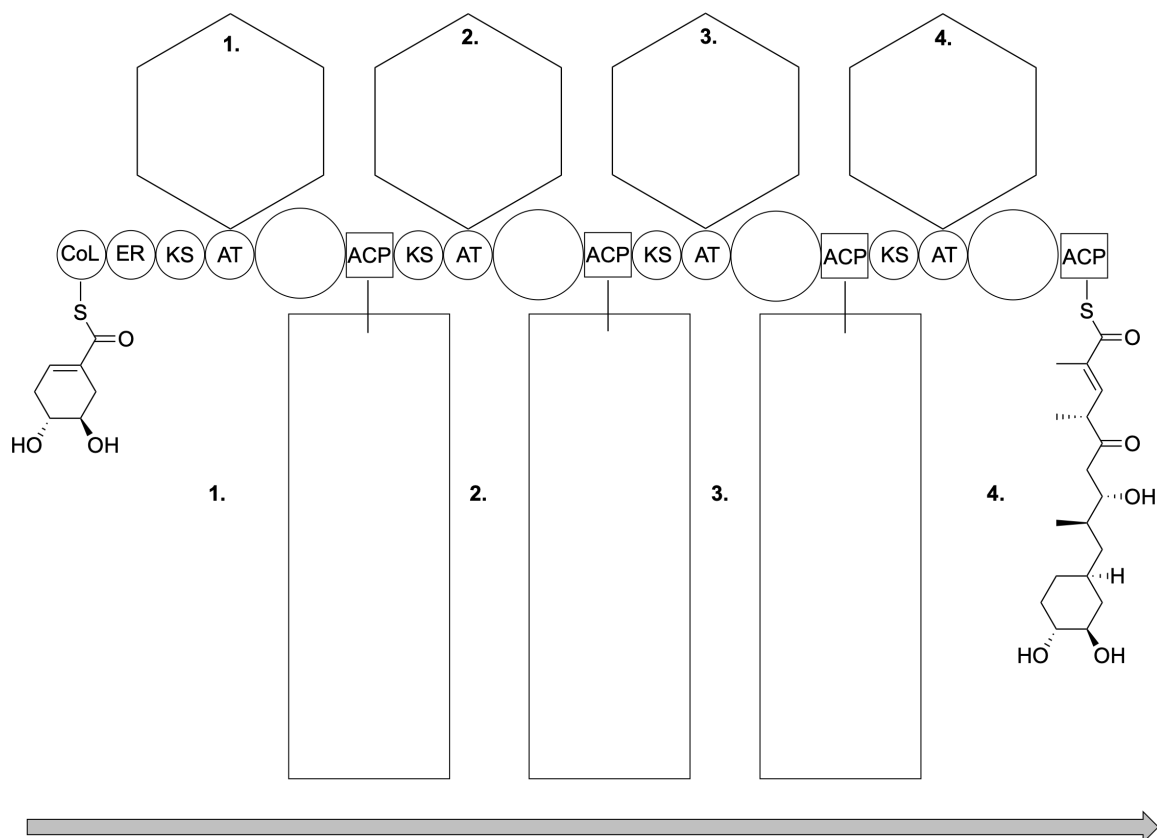 1.
2.
3.
4.
CoL ER KS AT ACP KS AT ACP KS AT ACP KS AT ACP
S
O
HO
OH
1.
2.
3.
4.
S
O
O
OH
H
HO
OH